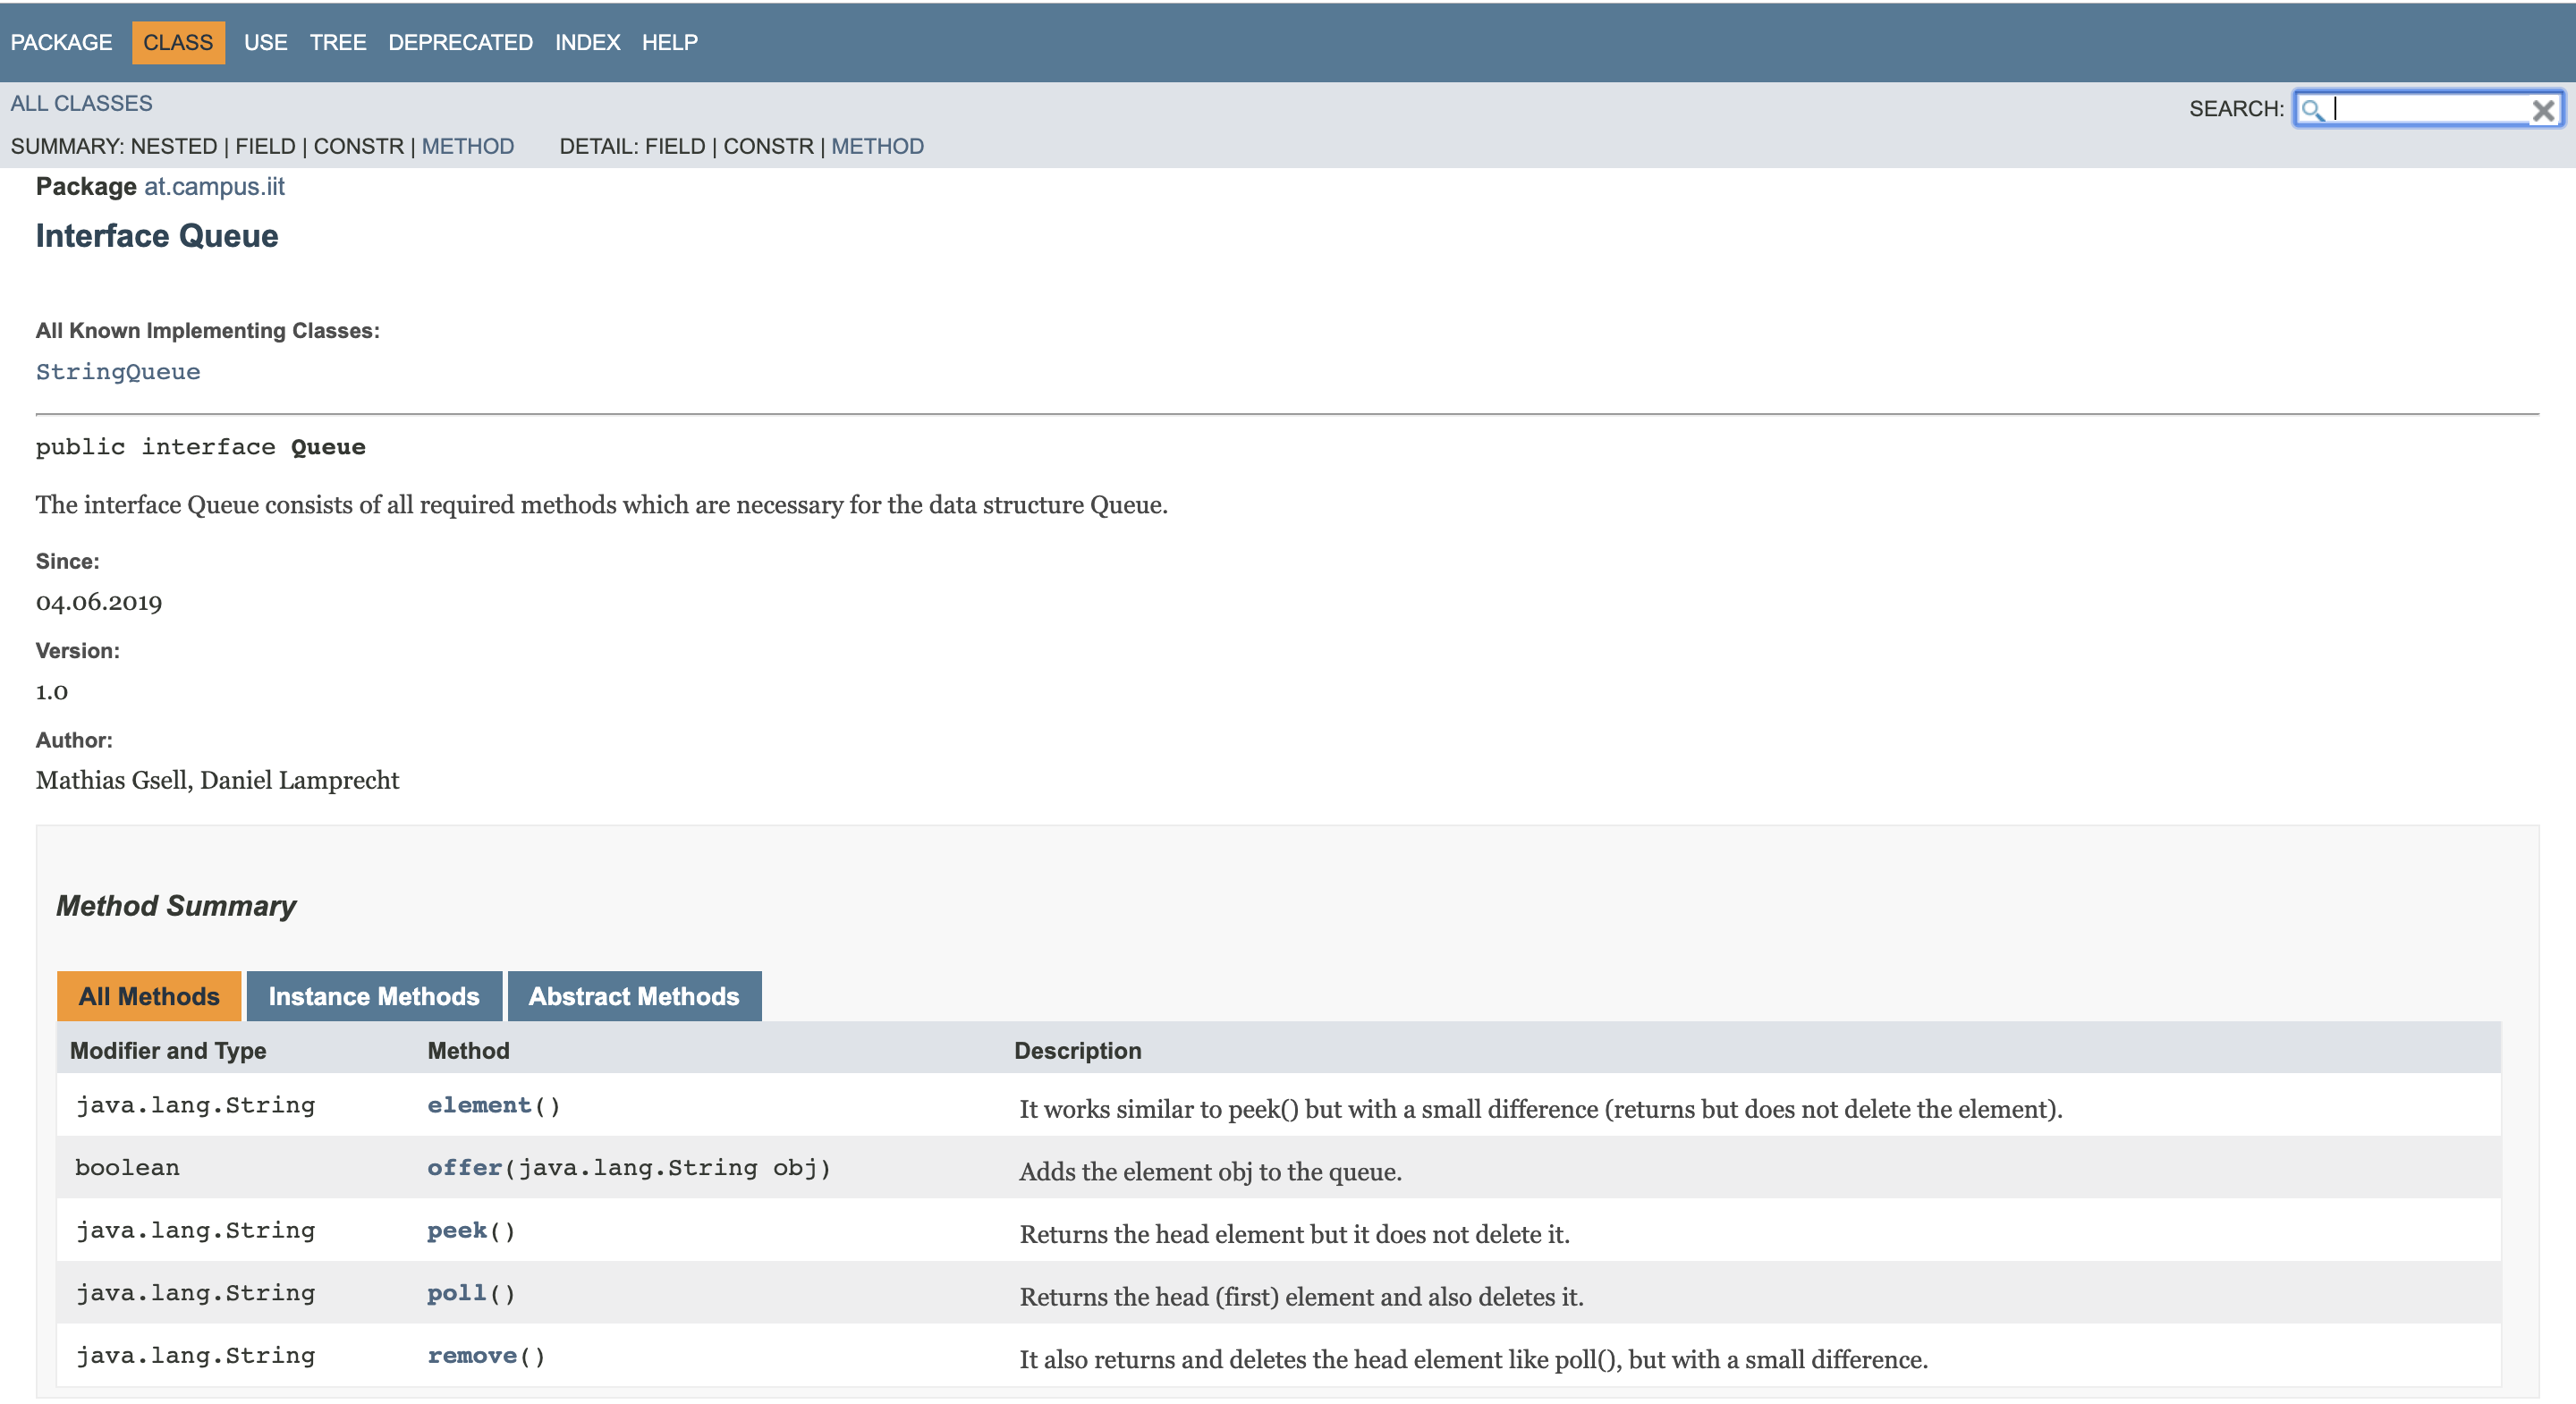 PACKAGE CLASS USE TREE DEPRECATED INDEX HELP
ALL CLASSES
SEARCH:
SUMMARY: NESTED | FIELD | CONSTR | METHOD DETAIL: FIELD | CONSTR | METHOD
Package at.campus.iit
Interface Queue
All Known Implementing Classes:
StringQueue
public interface Queue
The interface Queue consists of all required methods which are necessary for the data structure Queue.
Since:
04.06.2019
Version:
1.0
Author:
Mathias Gsell, Daniel Lamprecht
Method Summary
All Methods Instance Methods Abstract Methods
Modifier and Type Method Description
java.lang.String element() It works similar to peek() but with a small difference (returns but does not delete the element).
boolean offer(java.lang.String obj) Adds the element obj to the queue.
java.lang.String peek() Returns the head element but it does not delete it.
java.lang.String poll() Returns the head (first) element and also deletes it.
java.lang.String remove() It also returns and deletes the head element like poll(), but with a small difference.